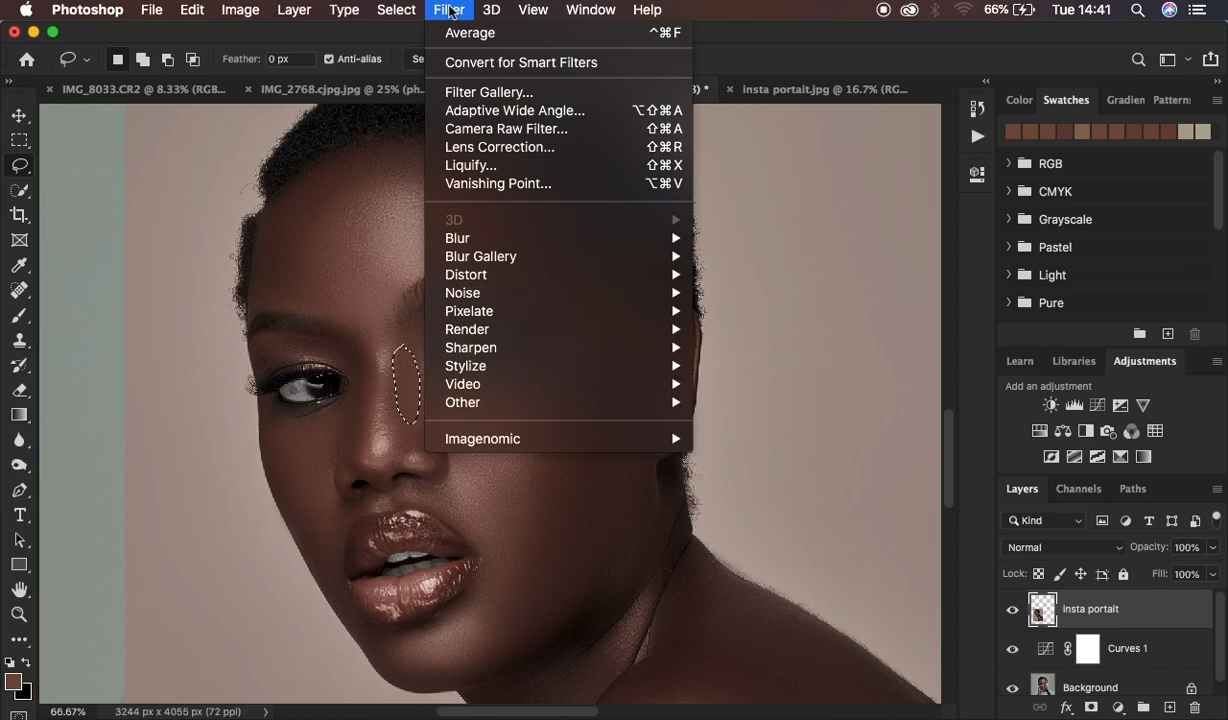 Photoshop File Edit Image Layer Type Select Filter 3D View Window Help 66% Tue 14:41
Feather: 0 px Anti-alias Se
IMG_8033.CR2 @ 8.33% (RGB... IMG_2768.cjpg.jpg @ 25% (ph... 3) * insta portait.jpg @ 16.7% (RG...
Average ^⌘F
Convert for Smart Filters
Filter Gallery...
Adaptive Wide Angle... ⌥⇧⌘A
Camera Raw Filter... ⇧⌘A
Lens Correction... ⇧⌘R
Liquify... ⇧⌘X
Vanishing Point... ⌥⌘V
3D
Blur
Blur Gallery
Distort
Noise
Pixelate
Render
Sharpen
Stylize
Video
Other
Imagenomic
Color Swatches Gradien Pattern:
RGB
CMYK
Grayscale
Pastel
Light
Pure
Learn Libraries Adjustments
Add an adjustment
Layers Channels Paths
Kind
Normal Opacity: 100%
Lock: Fill: 100%
insta portait
Curves 1
Background
66.67% 3244 px x 4055 px (72 ppi)